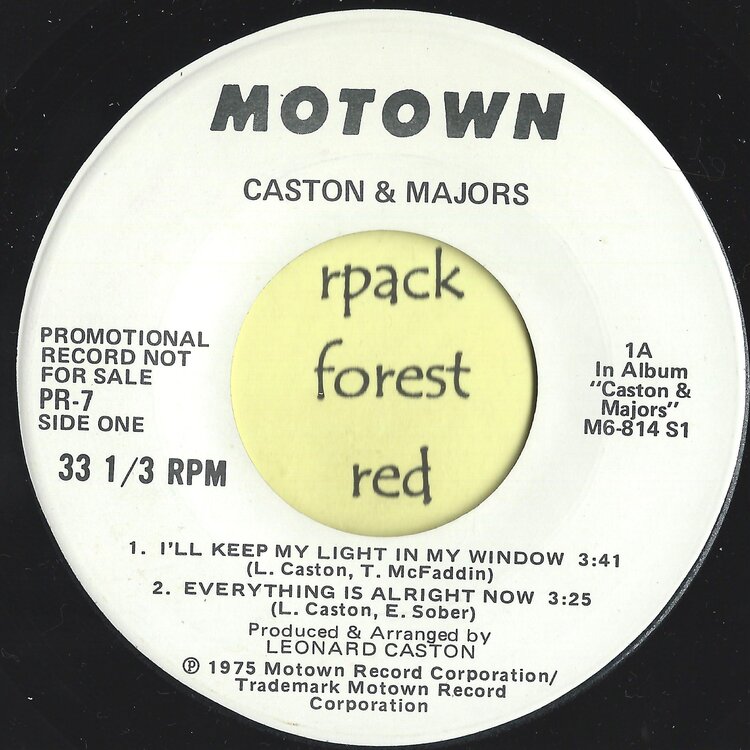 MOTOWN
CASTON & MAJORS
rpack
forest
red
PROMOTIONAL
RECORD NOT
FOR SALE
PR-7
SIDE ONE
33 1/3 RPM
1A
In Album
"Caston &
Majors"
M6-814 S1
1. I'LL KEEP MY LIGHT IN MY WINDOW 3:41
(L. Caston, T. McFaddin)
2. EVERYTHING IS ALRIGHT NOW 3:25
(L. Caston, E. Sober)
Produced & Arranged by
LEONARD CASTON
℗ 1975 Motown Record Corporation/
Trademark Motown Record
Corporation